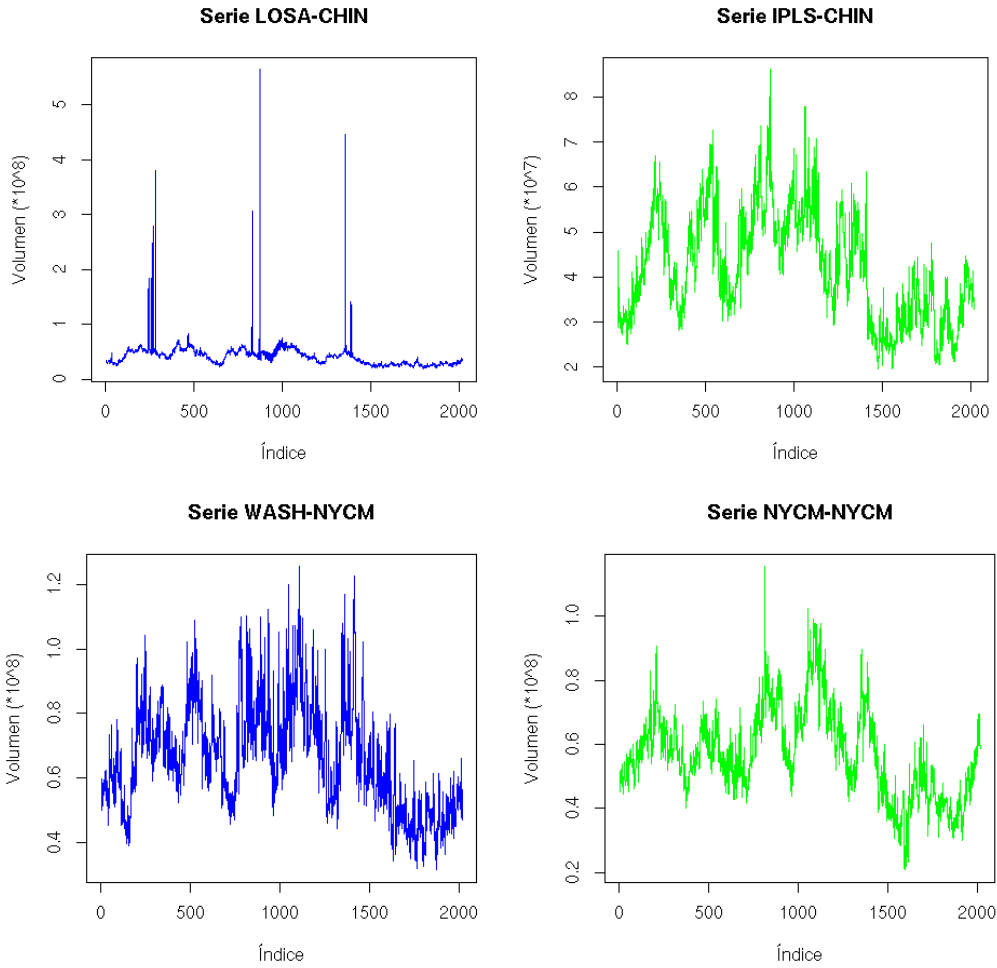 Serie LOSA-CHIN
Volumen (*10^8)
5
4
3
2
1
0
0 500 1000 1500 2000
Índice
Serie IPLS-CHIN
Volumen (*10^7)
8
7
6
5
4
3
2
0 500 1000 1500 2000
Índice
Serie WASH-NYCM
Volumen (*10^8)
1.2
1.0
0.8
0.6
0.4
0 500 1000 1500 2000
Índice
Serie NYCM-NYCM
Volumen (*10^8)
1.0
0.8
0.6
0.4
0.2
0 500 1000 1500 2000
Índice